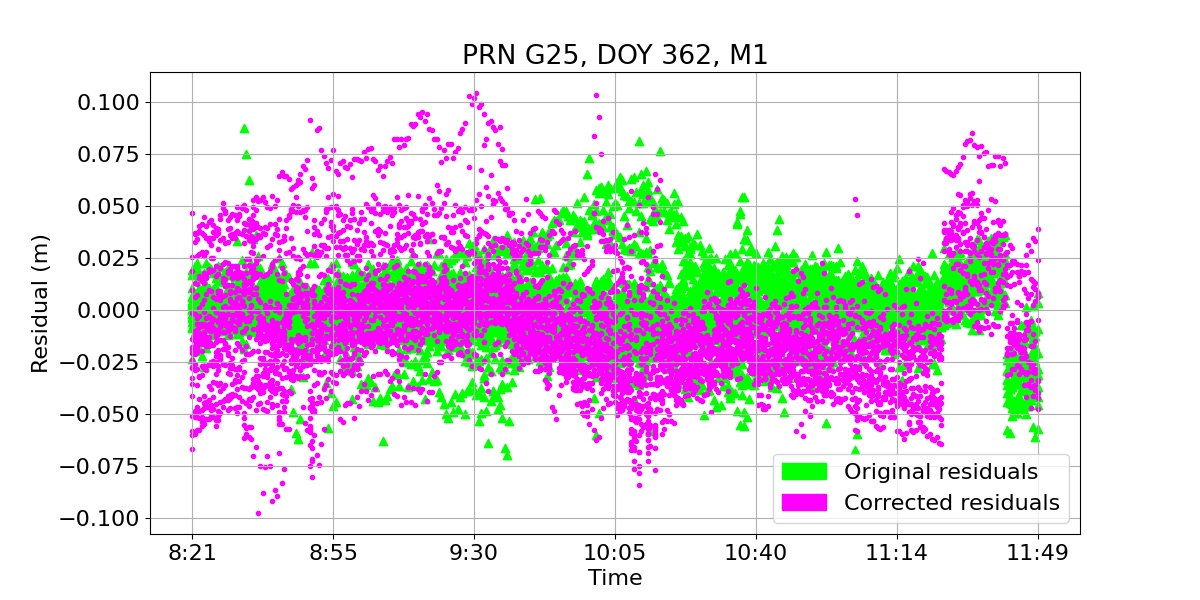 PRN G25, DOY 362, M1
Residual (m)
0.100
0.075
0.050
0.025
0.000
−0.025
−0.050
−0.075
−0.100
Original residuals
Corrected residuals
8:21 8:55 9:30 10:05 10:40 11:14 11:49
Time